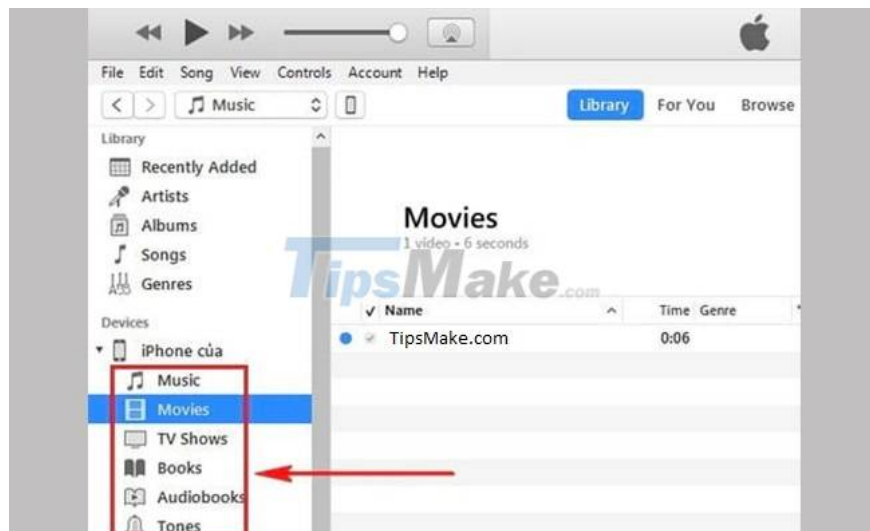 File Edit Song View Controls Account Help
Music
Library For You Browse
Library
Recently Added
Artists
Albums
Songs
Genres
Devices
iPhone của
Music
Movies
TV Shows
Books
Audiobooks
Tones
Movies
1 video • 6 seconds
TipsMake.com
Name Time Genre
TipsMake.com 0:06